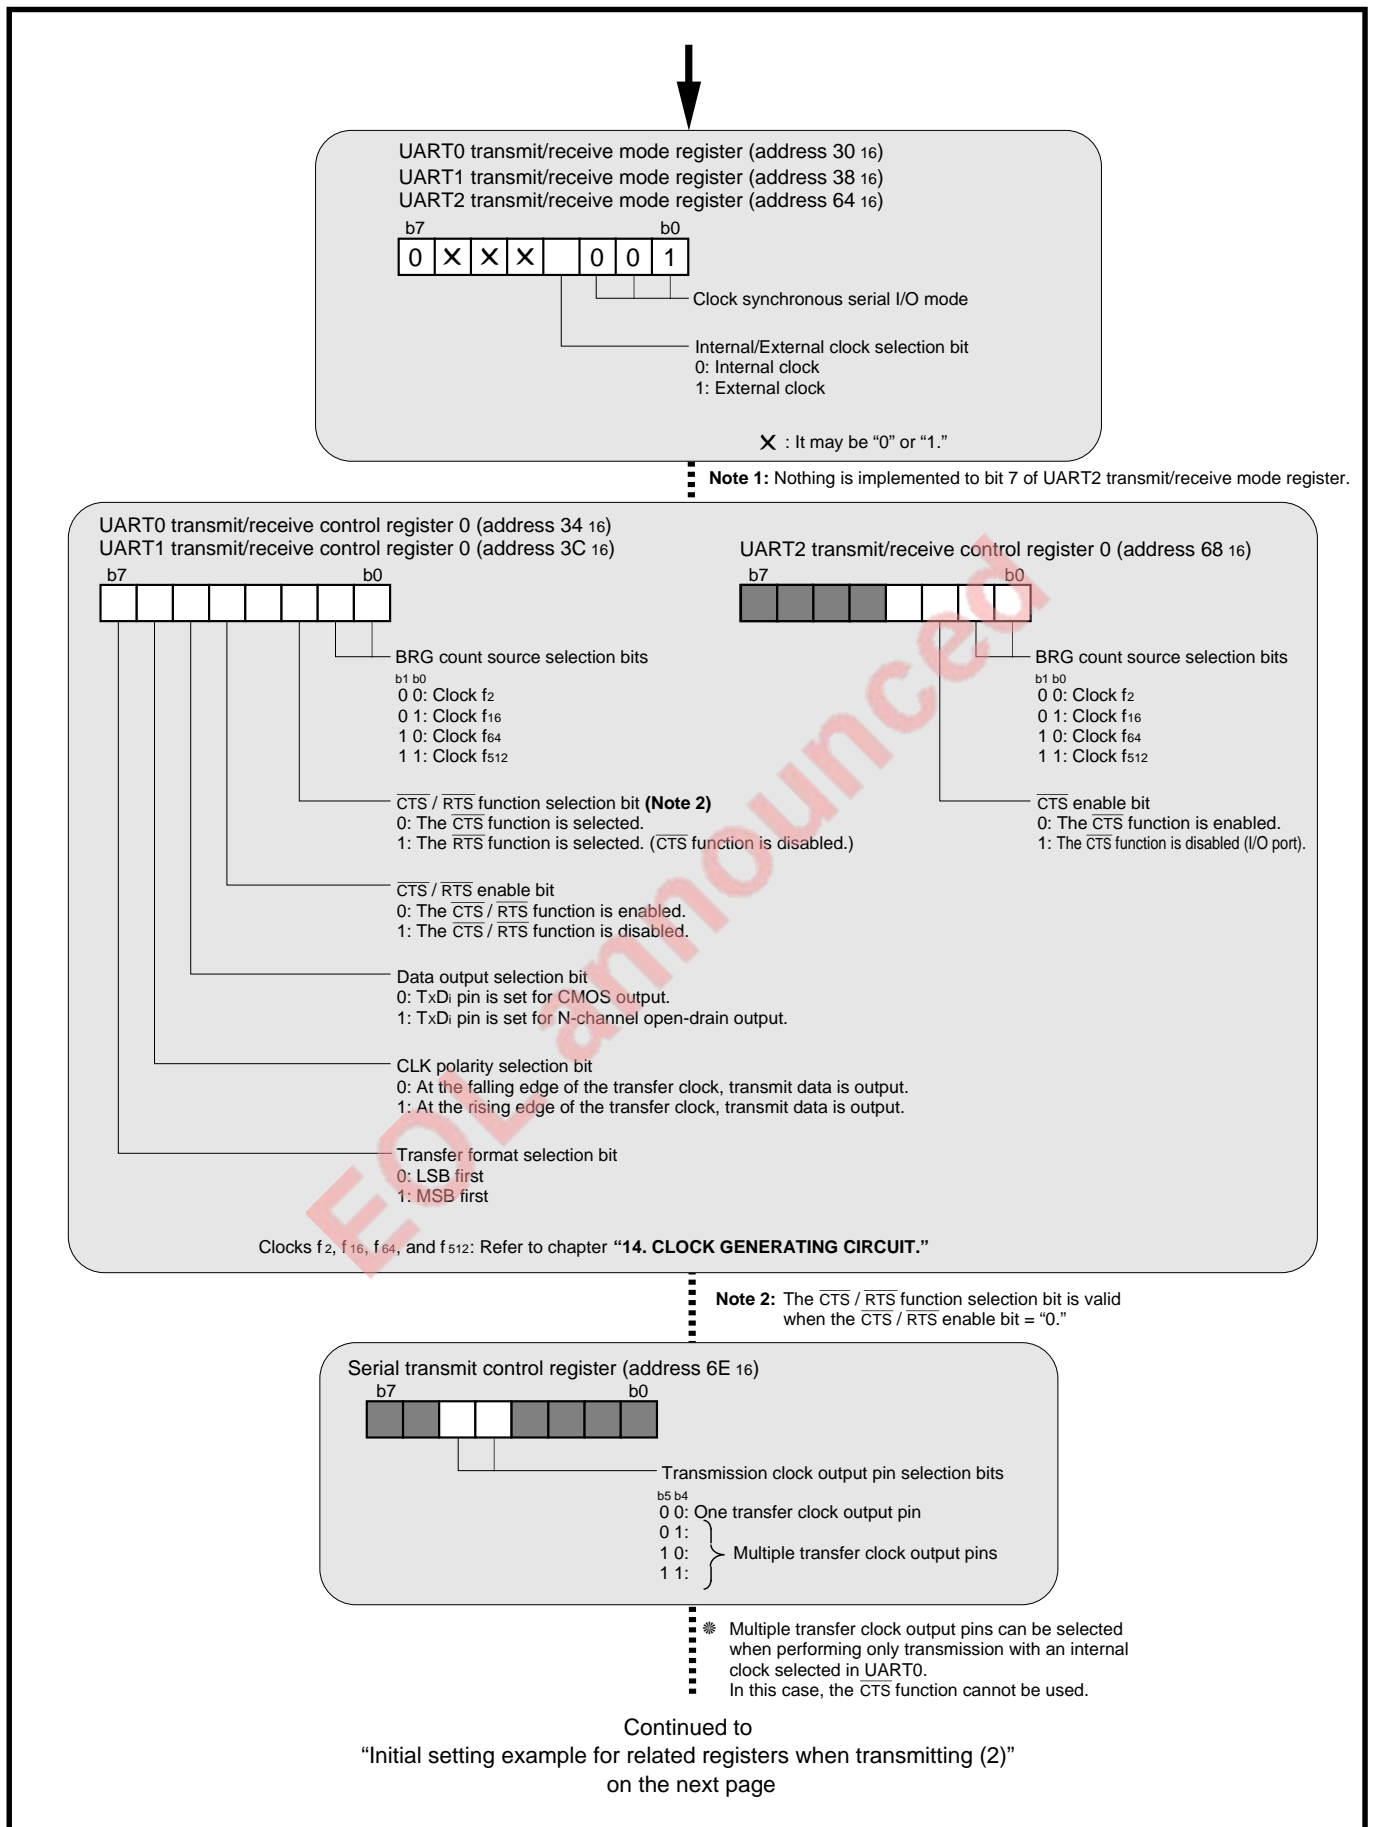 UART0 transmit/receive mode register (address 30 16)
UART1 transmit/receive mode register (address 38 16)
UART2 transmit/receive mode register (address 64 16)
b7 b0
0 X X X 0 0 1
Clock synchronous serial I/O mode
Internal/External clock selection bit
0: Internal clock
1: External clock
X : It may be “0” or “1.”
Note 1: Nothing is implemented to bit 7 of UART2 transmit/receive mode register.
UART0 transmit/receive control register 0 (address 34 16)
UART1 transmit/receive control register 0 (address 3C 16)
b7 b0
BRG count source selection bits
b1 b0
0 0: Clock f2
0 1: Clock f16
1 0: Clock f64
1 1: Clock f512
CTS / RTS function selection bit (Note 2)
0: The CTS function is selected.
1: The RTS function is selected. (CTS function is disabled.)
CTS / RTS enable bit
0: The CTS / RTS function is enabled.
1: The CTS / RTS function is disabled.
Data output selection bit
0: TxDi pin is set for CMOS output.
1: TxDi pin is set for N-channel open-drain output.
CLK polarity selection bit
0: At the falling edge of the transfer clock, transmit data is output.
1: At the rising edge of the transfer clock, transmit data is output.
Transfer format selection bit
0: LSB first
1: MSB first
UART2 transmit/receive control register 0 (address 68 16)
b7 b0
BRG count source selection bits
b1 b0
0 0: Clock f2
0 1: Clock f16
1 0: Clock f64
1 1: Clock f512
CTS enable bit
0: The CTS function is enabled.
1: The CTS function is disabled (I/O port).
Clocks f2, f16, f64, and f512: Refer to chapter “14. CLOCK GENERATING CIRCUIT.”
EOL announced
Note 2: The CTS / RTS function selection bit is valid
when the CTS / RTS enable bit = “0.”
Serial transmit control register (address 6E 16)
b7 b0
Transmission clock output pin selection bits
b5 b4
0 0: One transfer clock output pin
0 1:
1 0: Multiple transfer clock output pins
1 1:
❋ Multiple transfer clock output pins can be selected
when performing only transmission with an internal
clock selected in UART0.
In this case, the CTS function cannot be used.
Continued to
“Initial setting example for related registers when transmitting (2)”
on the next page